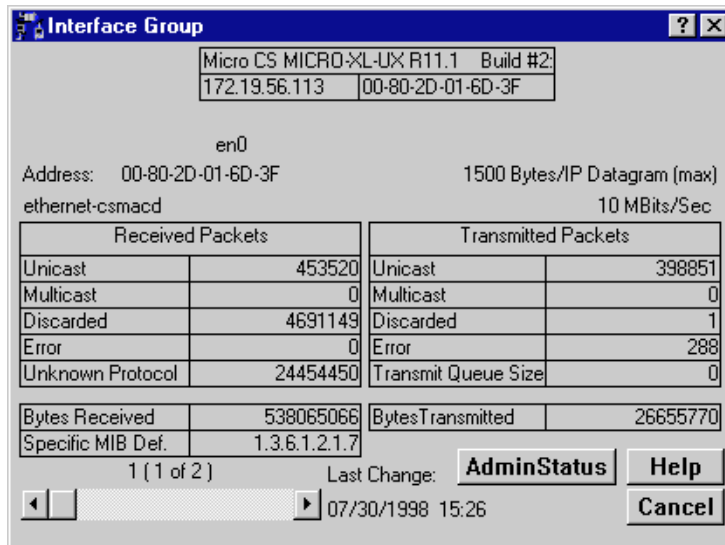 Interface Group
Micro CS MICRO-XL-UX R11.1 Build #2:
172.19.56.113 00-80-2D-01-6D-3F
en0
Address: 00-80-2D-01-6D-3F 1500 Bytes/IP Datagram (max)
ethernet-csmacd 10 MBits/Sec
Received Packets Transmitted Packets
Unicast 453520 Unicast 398851
Multicast 0 Multicast 0
Discarded 4691149 Discarded 1
Error 0 Error 288
Unknown Protocol 24454450 Transmit Queue Size 0
Bytes Received 538065066 BytesTransmitted 26655770
Specific MIB Def. 1.3.6.1.2.1.7
1 ( 1 of 2 ) Last Change: AdminStatus Help
07/30/1998 15:26 Cancel